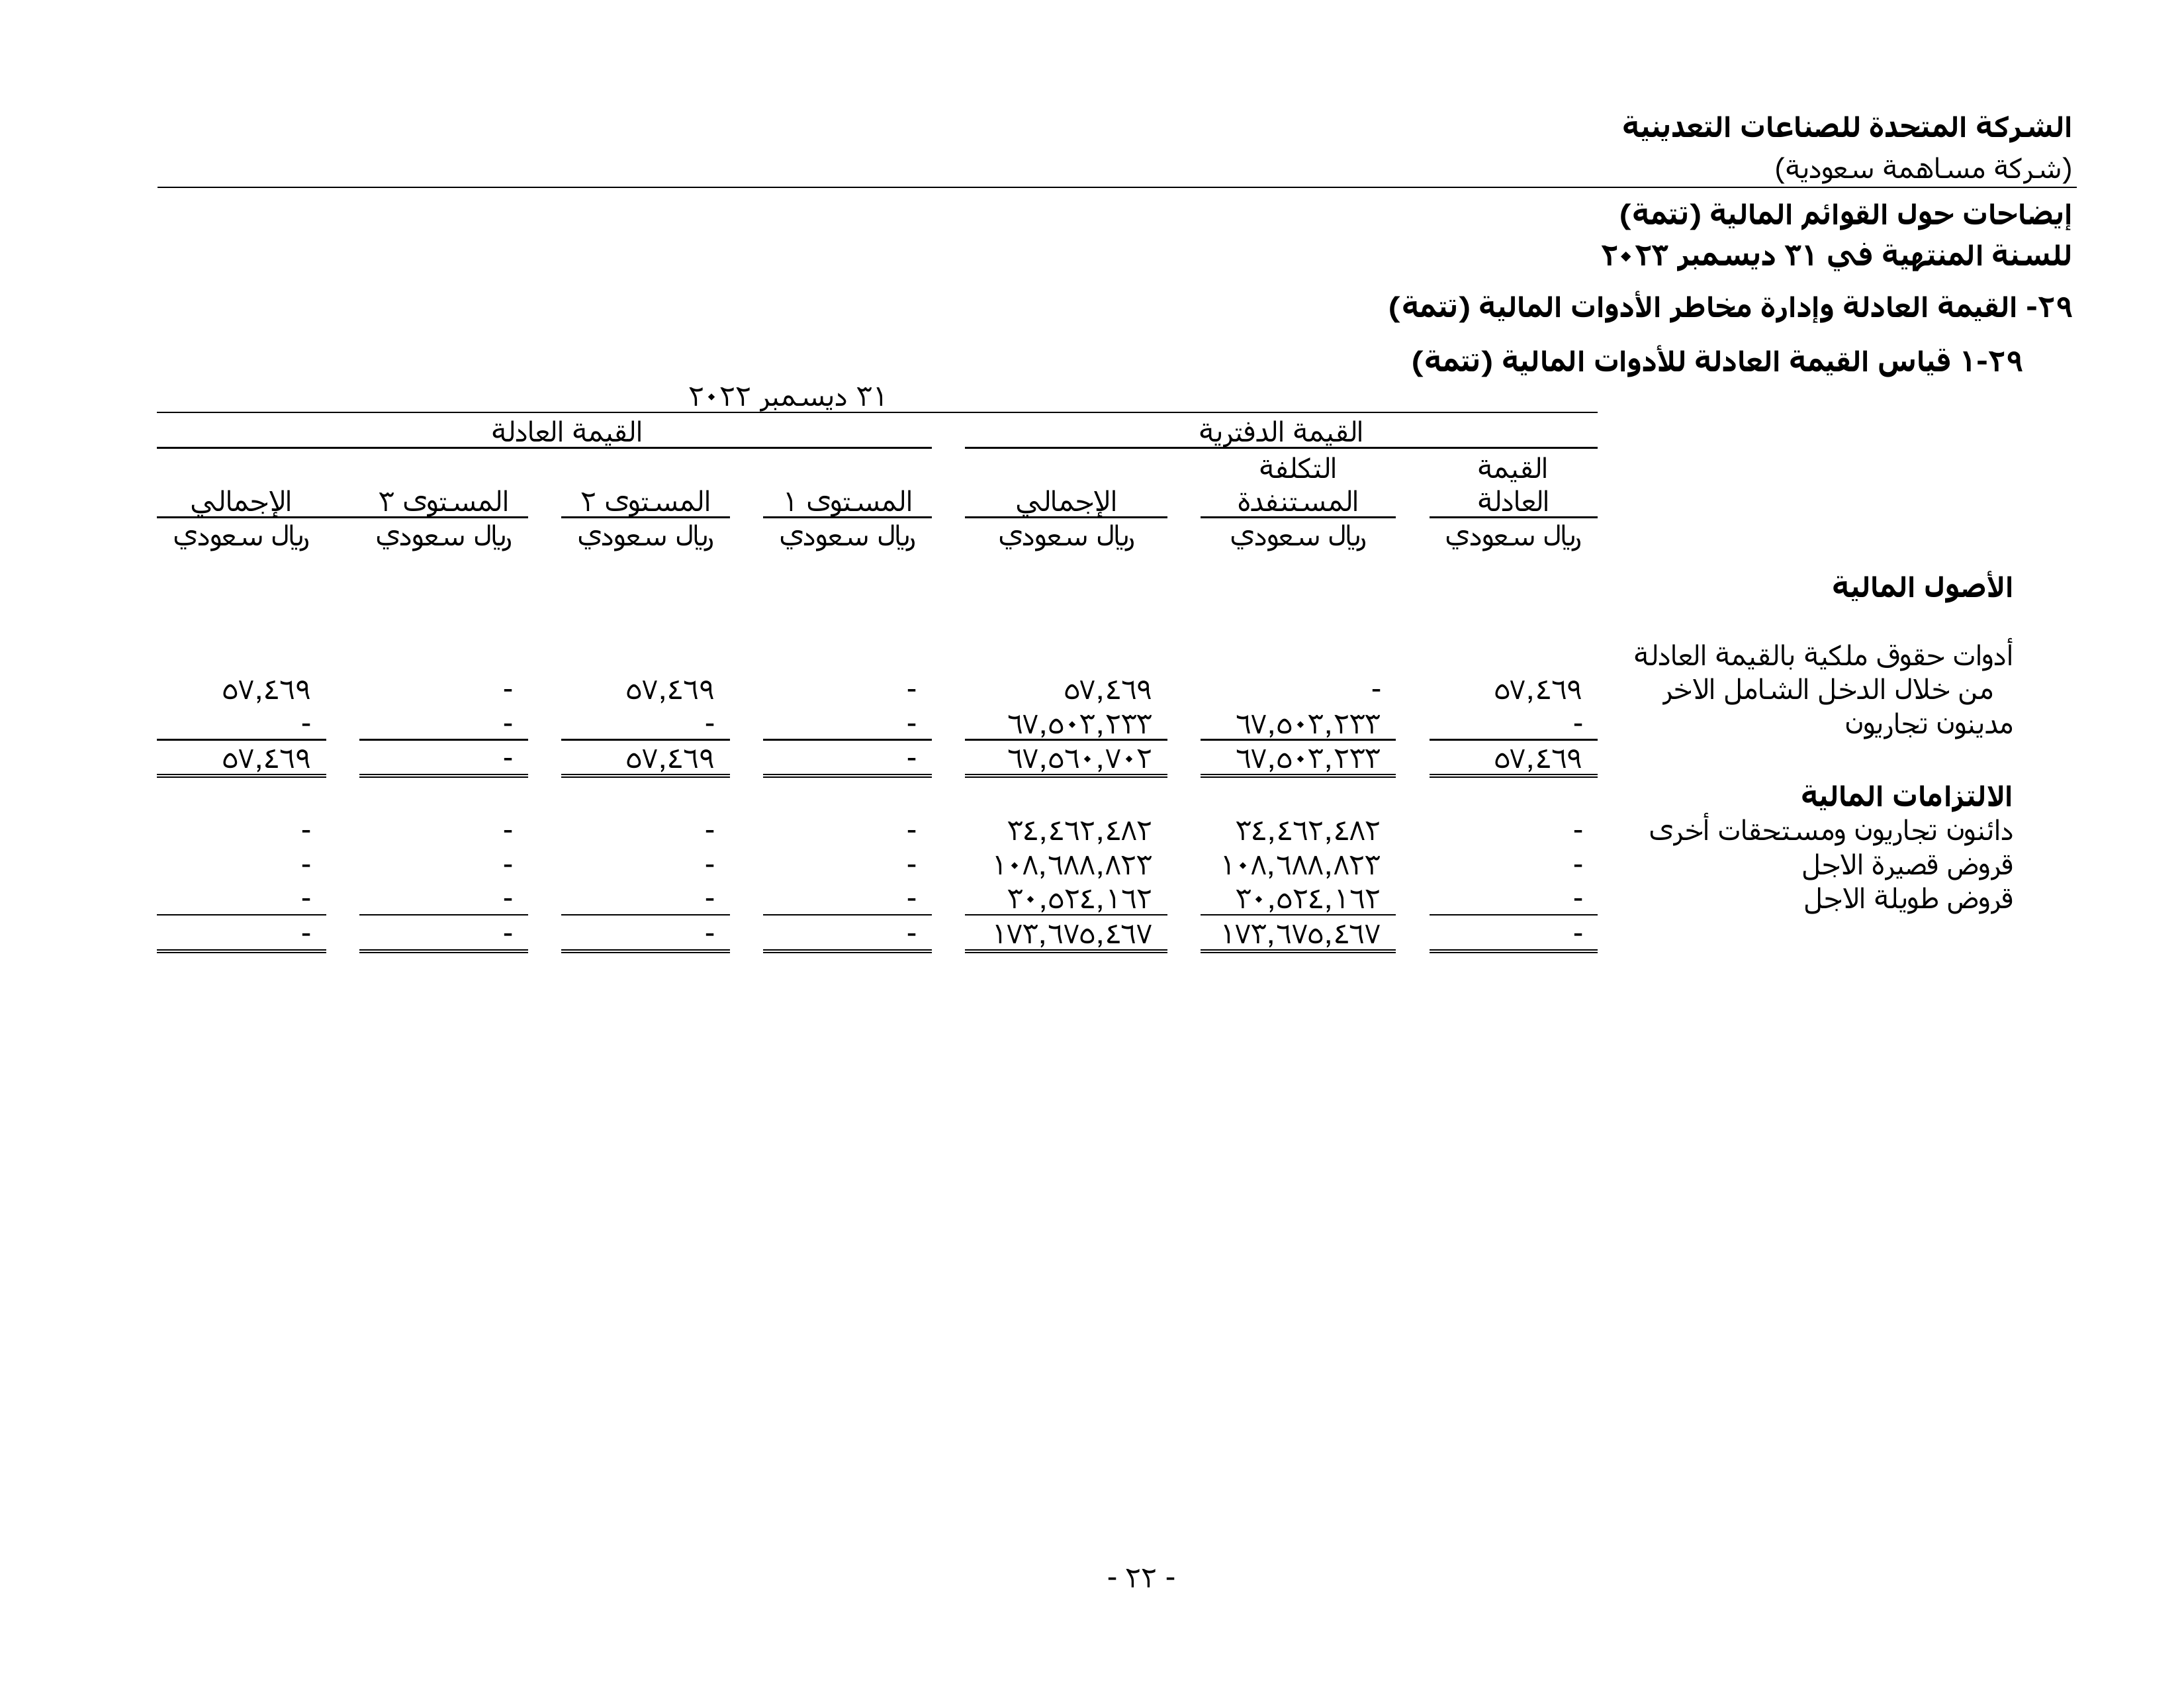 الشركة المتحدة للصناعات التعدينية
(شركة مساهمة سعودية)
إيضاحات حول القوائم المالية (تتمة)
للسنة المنتهية في ٣١ ديسمبر ٢٠٢٣
٢٩- القيمة العادلة وإدارة مخاطر الأدوات المالية (تتمة)
٢٩-١ قياس القيمة العادلة للأدوات المالية (تتمة)
٣١ ديسمبر ٢٠٢٢
القيمة الدفترية القيمة العادلة
القيمة التكلفة
العادلة المستنفدة الإجمالي المستوى ١ المستوى ٢ المستوى ٣ الإجمالي
ريال سعودي ريال سعودي ريال سعودي ريال سعودي ريال سعودي ريال سعودي ريال سعودي
الأصول المالية
أدوات حقوق ملكية بالقيمة العادلة
من خلال الدخل الشامل الاخر ٥٧,٤٦٩ - ٥٧,٤٦٩ - ٥٧,٤٦٩ - ٥٧,٤٦٩
مدينون تجاريون - ٦٧,٥٠٣,٢٣٣ ٦٧,٥٠٣,٢٣٣ - - - -
٥٧,٤٦٩ ٦٧,٥٠٣,٢٣٣ ٦٧,٥٦٠,٧٠٢ - ٥٧,٤٦٩ - ٥٧,٤٦٩
الالتزامات المالية
دائنون تجاريون ومستحقات أخرى - ٣٤,٤٦٢,٤٨٢ ٣٤,٤٦٢,٤٨٢ - - - -
قروض قصيرة الاجل - ١٠٨,٦٨٨,٨٢٣ ١٠٨,٦٨٨,٨٢٣ - - - -
قروض طويلة الاجل - ٣٠,٥٢٤,١٦٢ ٣٠,٥٢٤,١٦٢ - - - -
- ١٧٣,٦٧٥,٤٦٧ ١٧٣,٦٧٥,٤٦٧ - - - -
- ٢٢ -